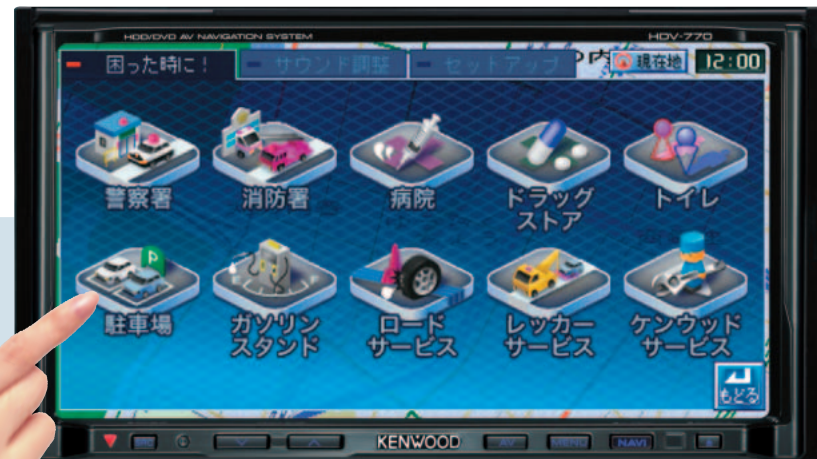 HDD/DVD AV NAVIGATION SYSTEM
HDV-770
困った時に!
サウンド調整
セットアップ
現在地
12:00
警察署
消防署
病院
ドラッグ
ストア
トイレ
P
駐車場
ガソリン
スタンド
ロード
サービス
レッカー
サービス
ケンウッド
サービス
もどる
KENWOOD
AV
MENU
NAVI